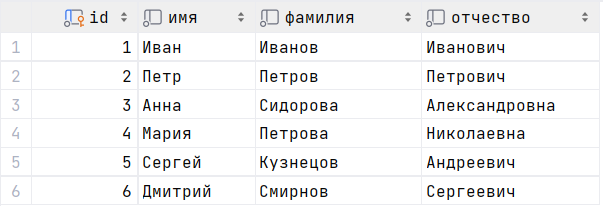 id имя фамилия отчество
1 1 Иван Иванов Иванович
2 2 Петр Петров Петрович
3 3 Анна Сидорова Александровна
4 4 Мария Петрова Николаевна
5 5 Сергей Кузнецов Андреевич
6 6 Дмитрий Смирнов Сергеевич